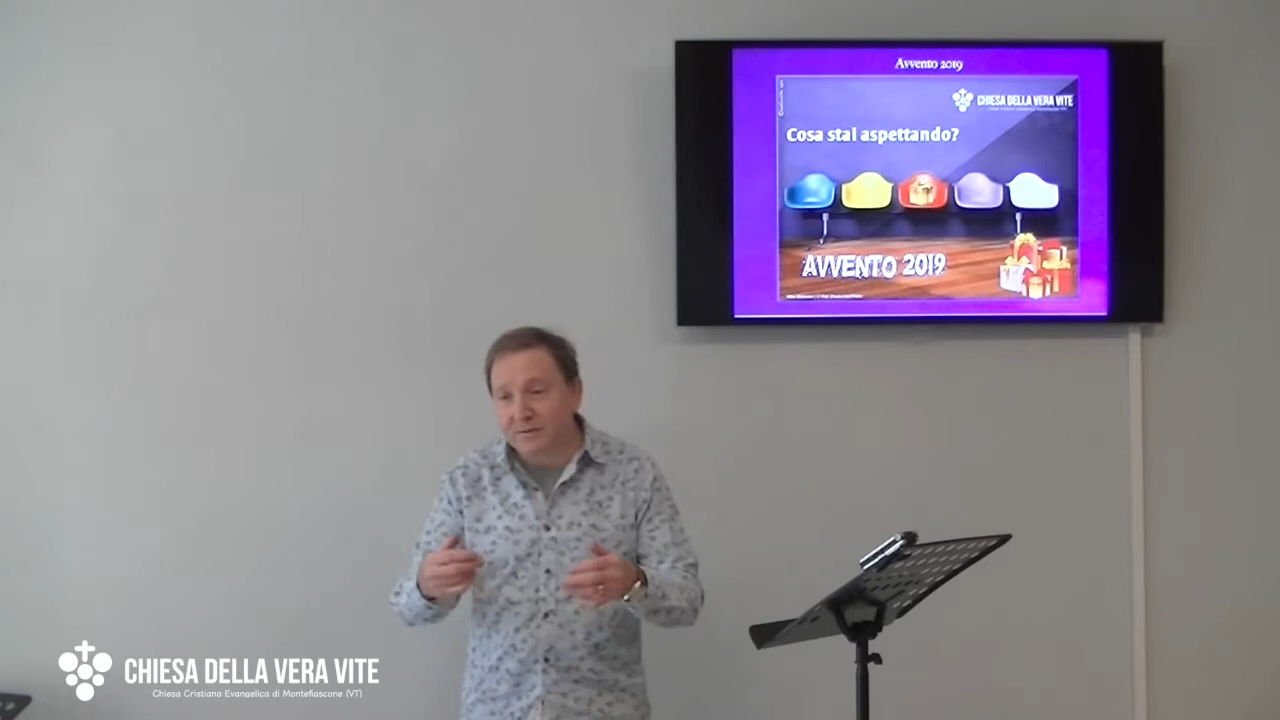 Avvento 2019
CHIESA DELLA VERA VITE
Cosa stai aspettando?
AVVENTO 2019
CHIESA DELLA VERA VITE
Chiesa Cristiana Evangelica di Montefiascone (VT)